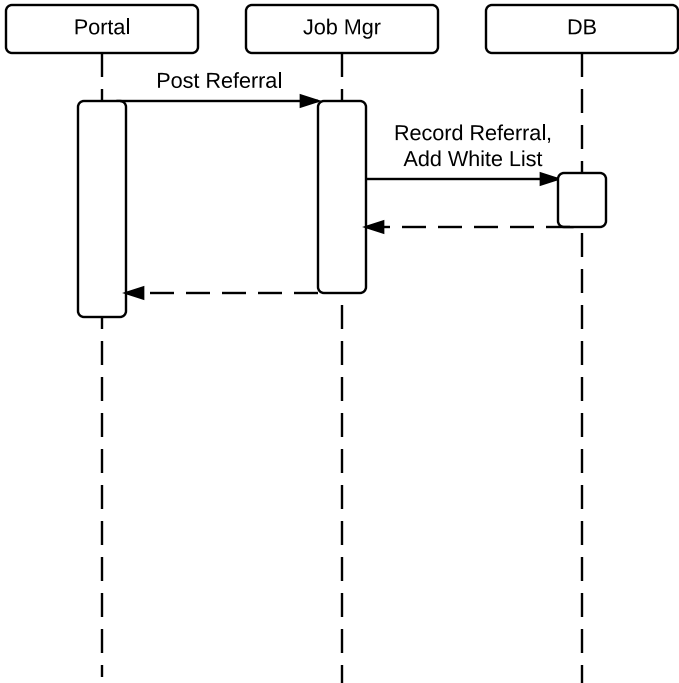 Portal
Job Mgr
DB
Post Referral
Record Referral,
Add White List